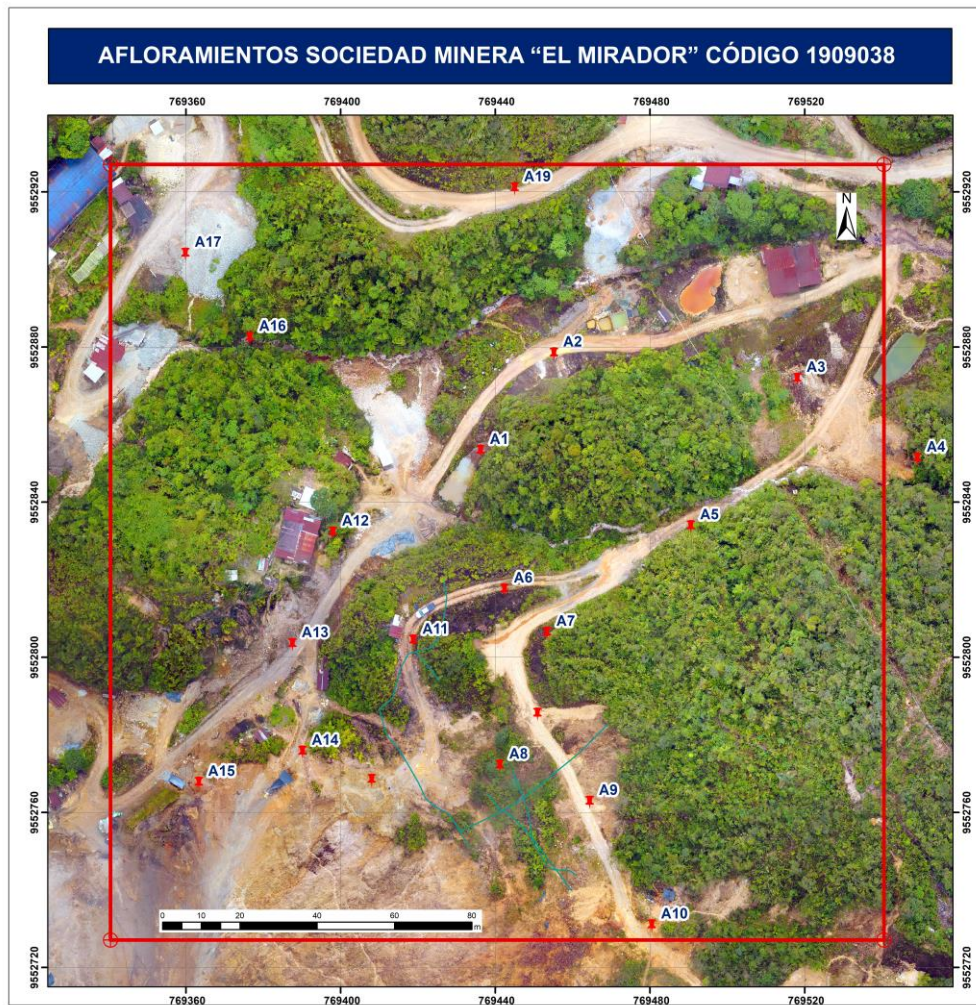 AFLORAMIENTOS SOCIEDAD MINERA “EL MIRADOR” CÓDIGO 1909038
769360 769400 769440 769480 769520
9552920 9552920
A19
N
A17
A16
9552880 9552880
A2
A3
A1
A4
9552840 9552840
A12
A5
A6
A7
A11
A13
9552800 9552800
A14
A8
A15
A9
9552760 9552760
A10
0 10 20 40 60 80
m
9552720 9552720
769360 769400 769440 769480 769520